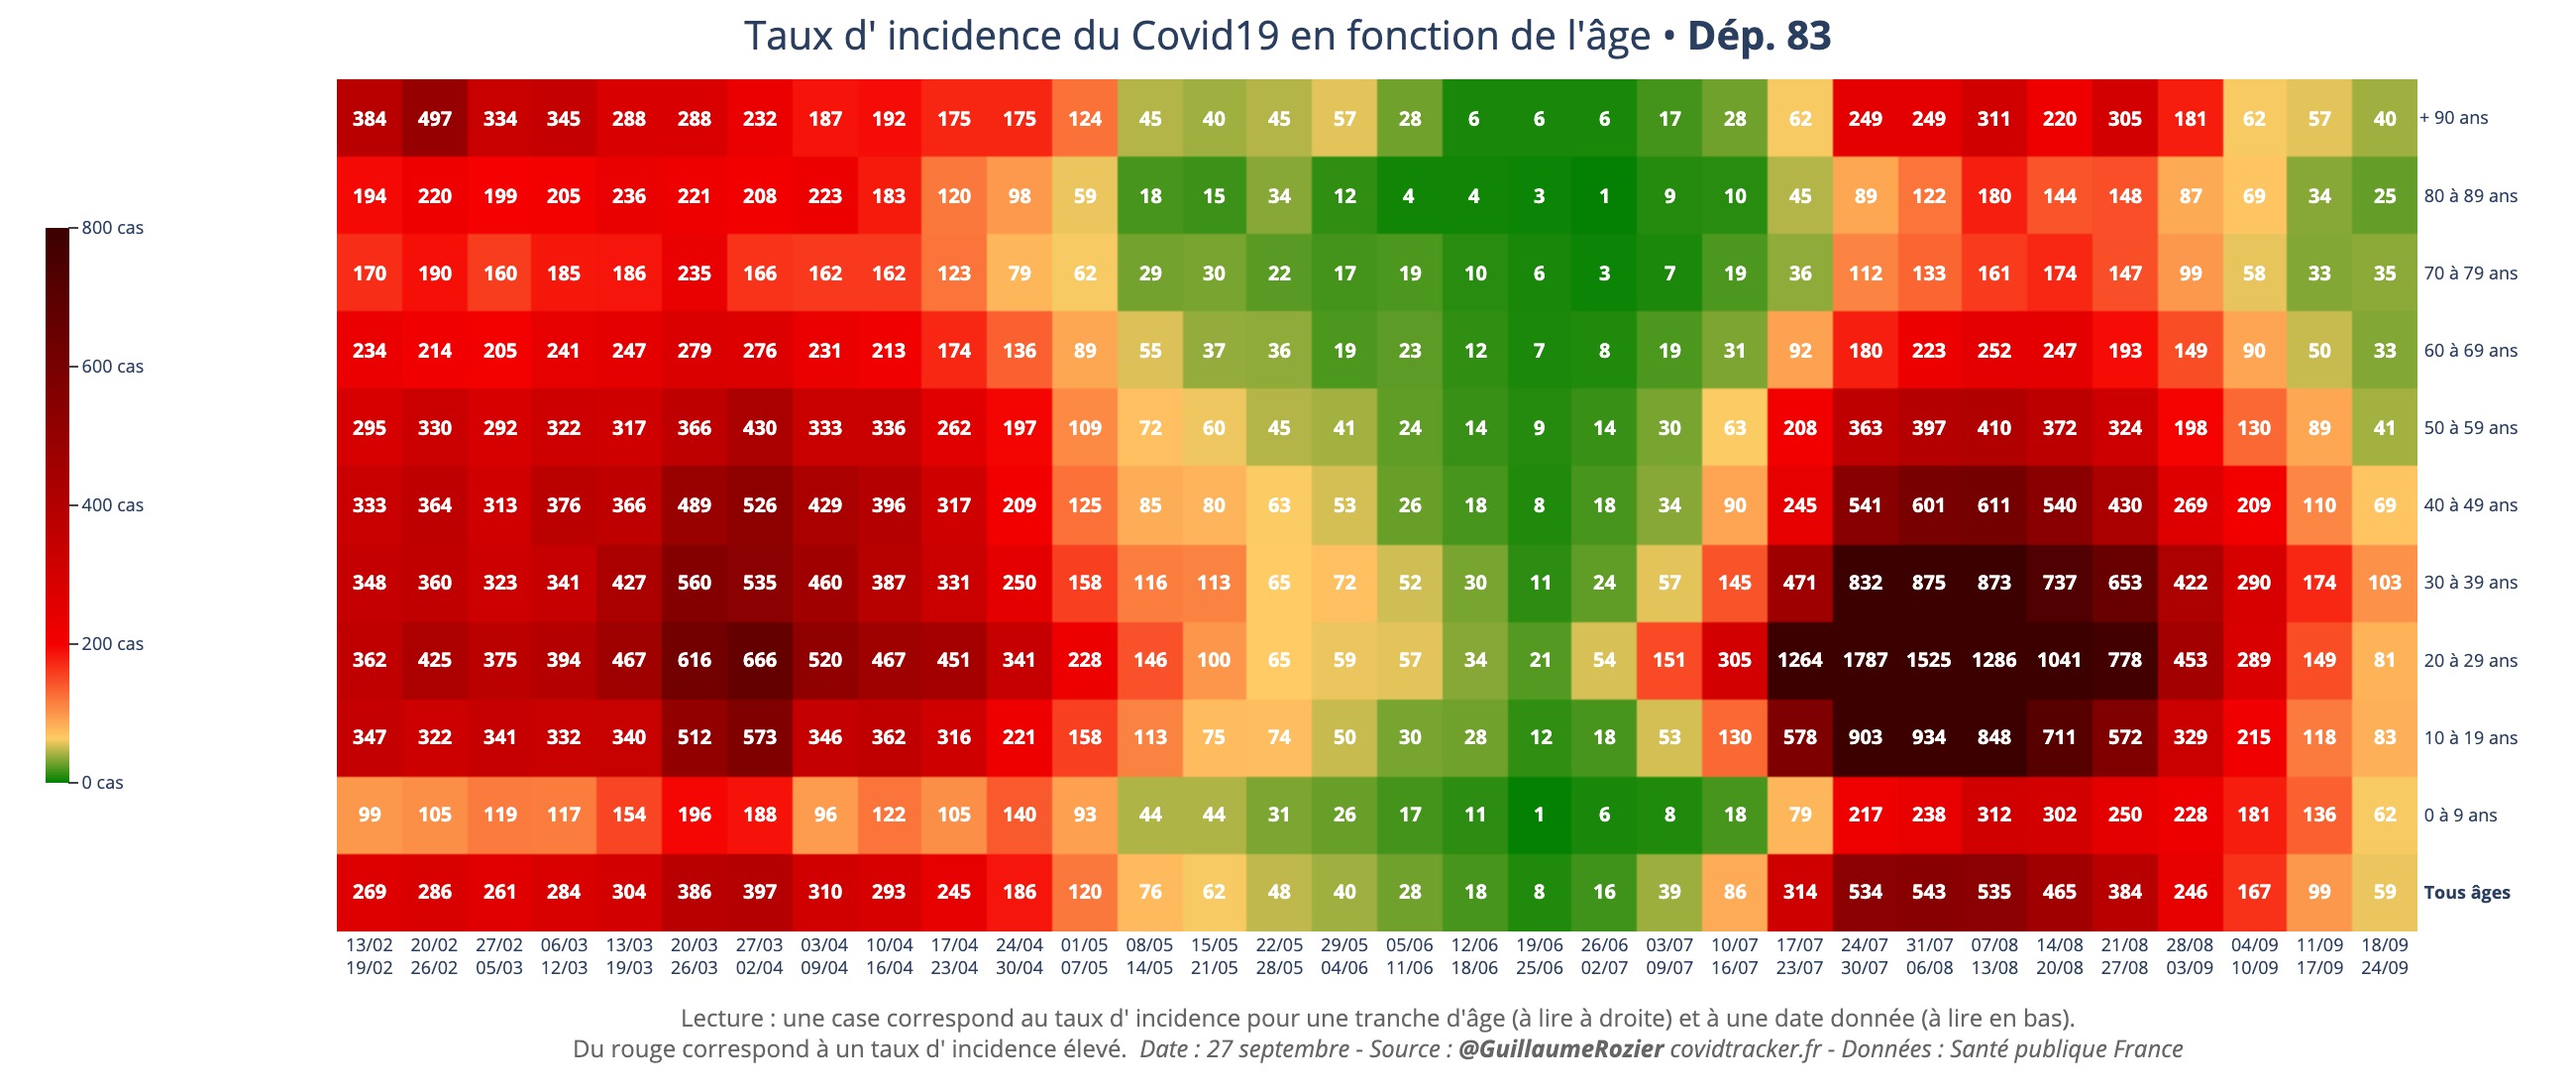 Taux d' incidence du Covid19 en fonction de l'âge • Dép. 83
384 497 334 345 288 288 232 187 192 175 175 124 45 40 45 57 28 6 6 6 17 28 62 249 249 311 220 305 181 62 57 40 + 90 ans
194 220 199 205 236 221 208 223 183 120 98 59 18 15 34 12 4 4 3 1 9 10 45 89 122 180 144 148 87 69 34 25 80 à 89 ans
170 190 160 185 186 235 166 162 162 123 79 62 29 30 22 17 19 10 6 3 7 19 36 112 133 161 174 147 99 58 33 35 70 à 79 ans
234 214 205 241 247 279 276 231 213 174 136 89 55 37 36 19 23 12 7 8 19 31 92 180 223 252 247 193 149 90 50 33 60 à 69 ans
295 330 292 322 317 366 430 333 336 262 197 109 72 60 45 41 24 14 9 14 30 63 208 363 397 410 372 324 198 130 89 41 50 à 59 ans
333 364 313 376 366 489 526 429 396 317 209 125 85 80 63 53 26 18 8 18 34 90 245 541 601 611 540 430 269 209 110 69 40 à 49 ans
348 360 323 341 427 560 535 460 387 331 250 158 116 113 65 72 52 30 11 24 57 145 471 832 875 873 737 653 422 290 174 103 30 à 39 ans
362 425 375 394 467 616 666 520 467 451 341 228 146 100 65 59 57 34 21 54 151 305 1264 1787 1525 1286 1041 778 453 289 149 81 20 à 29 ans
347 322 341 332 340 512 573 346 362 316 221 158 113 75 74 50 30 28 12 18 53 130 578 903 934 848 711 572 329 215 118 83 10 à 19 ans
99 105 119 117 154 196 188 96 122 105 140 93 44 44 31 26 17 11 1 6 8 18 79 217 238 312 302 250 228 181 136 62 0 à 9 ans
269 286 261 284 304 386 397 310 293 245 186 120 76 62 48 40 28 18 8 16 39 86 314 534 543 535 465 384 246 167 99 59 Tous âges
13/02 20/02 27/02 06/03 13/03 20/03 27/03 03/04 10/04 17/04 24/04 01/05 08/05 15/05 22/05 29/05 05/06 12/06 19/06 26/06 03/07 10/07 17/07 24/07 31/07 07/08 14/08 21/08 28/08 04/09 11/09 18/09
19/02 26/02 05/03 12/03 19/03 26/03 02/04 09/04 16/04 23/04 30/04 07/05 14/05 21/05 28/05 04/06 11/06 18/06 25/06 02/07 09/07 16/07 23/07 30/07 06/08 13/08 20/08 27/08 03/09 10/09 17/09 24/09
800 cas
600 cas
400 cas
200 cas
0 cas
Lecture : une case correspond au taux d' incidence pour une tranche d'âge (à lire à droite) et à une date donnée (à lire en bas).
Du rouge correspond à un taux d' incidence élevé. Date : 27 septembre - Source : @GuillaumeRozier covidtracker.fr - Données : Santé publique France